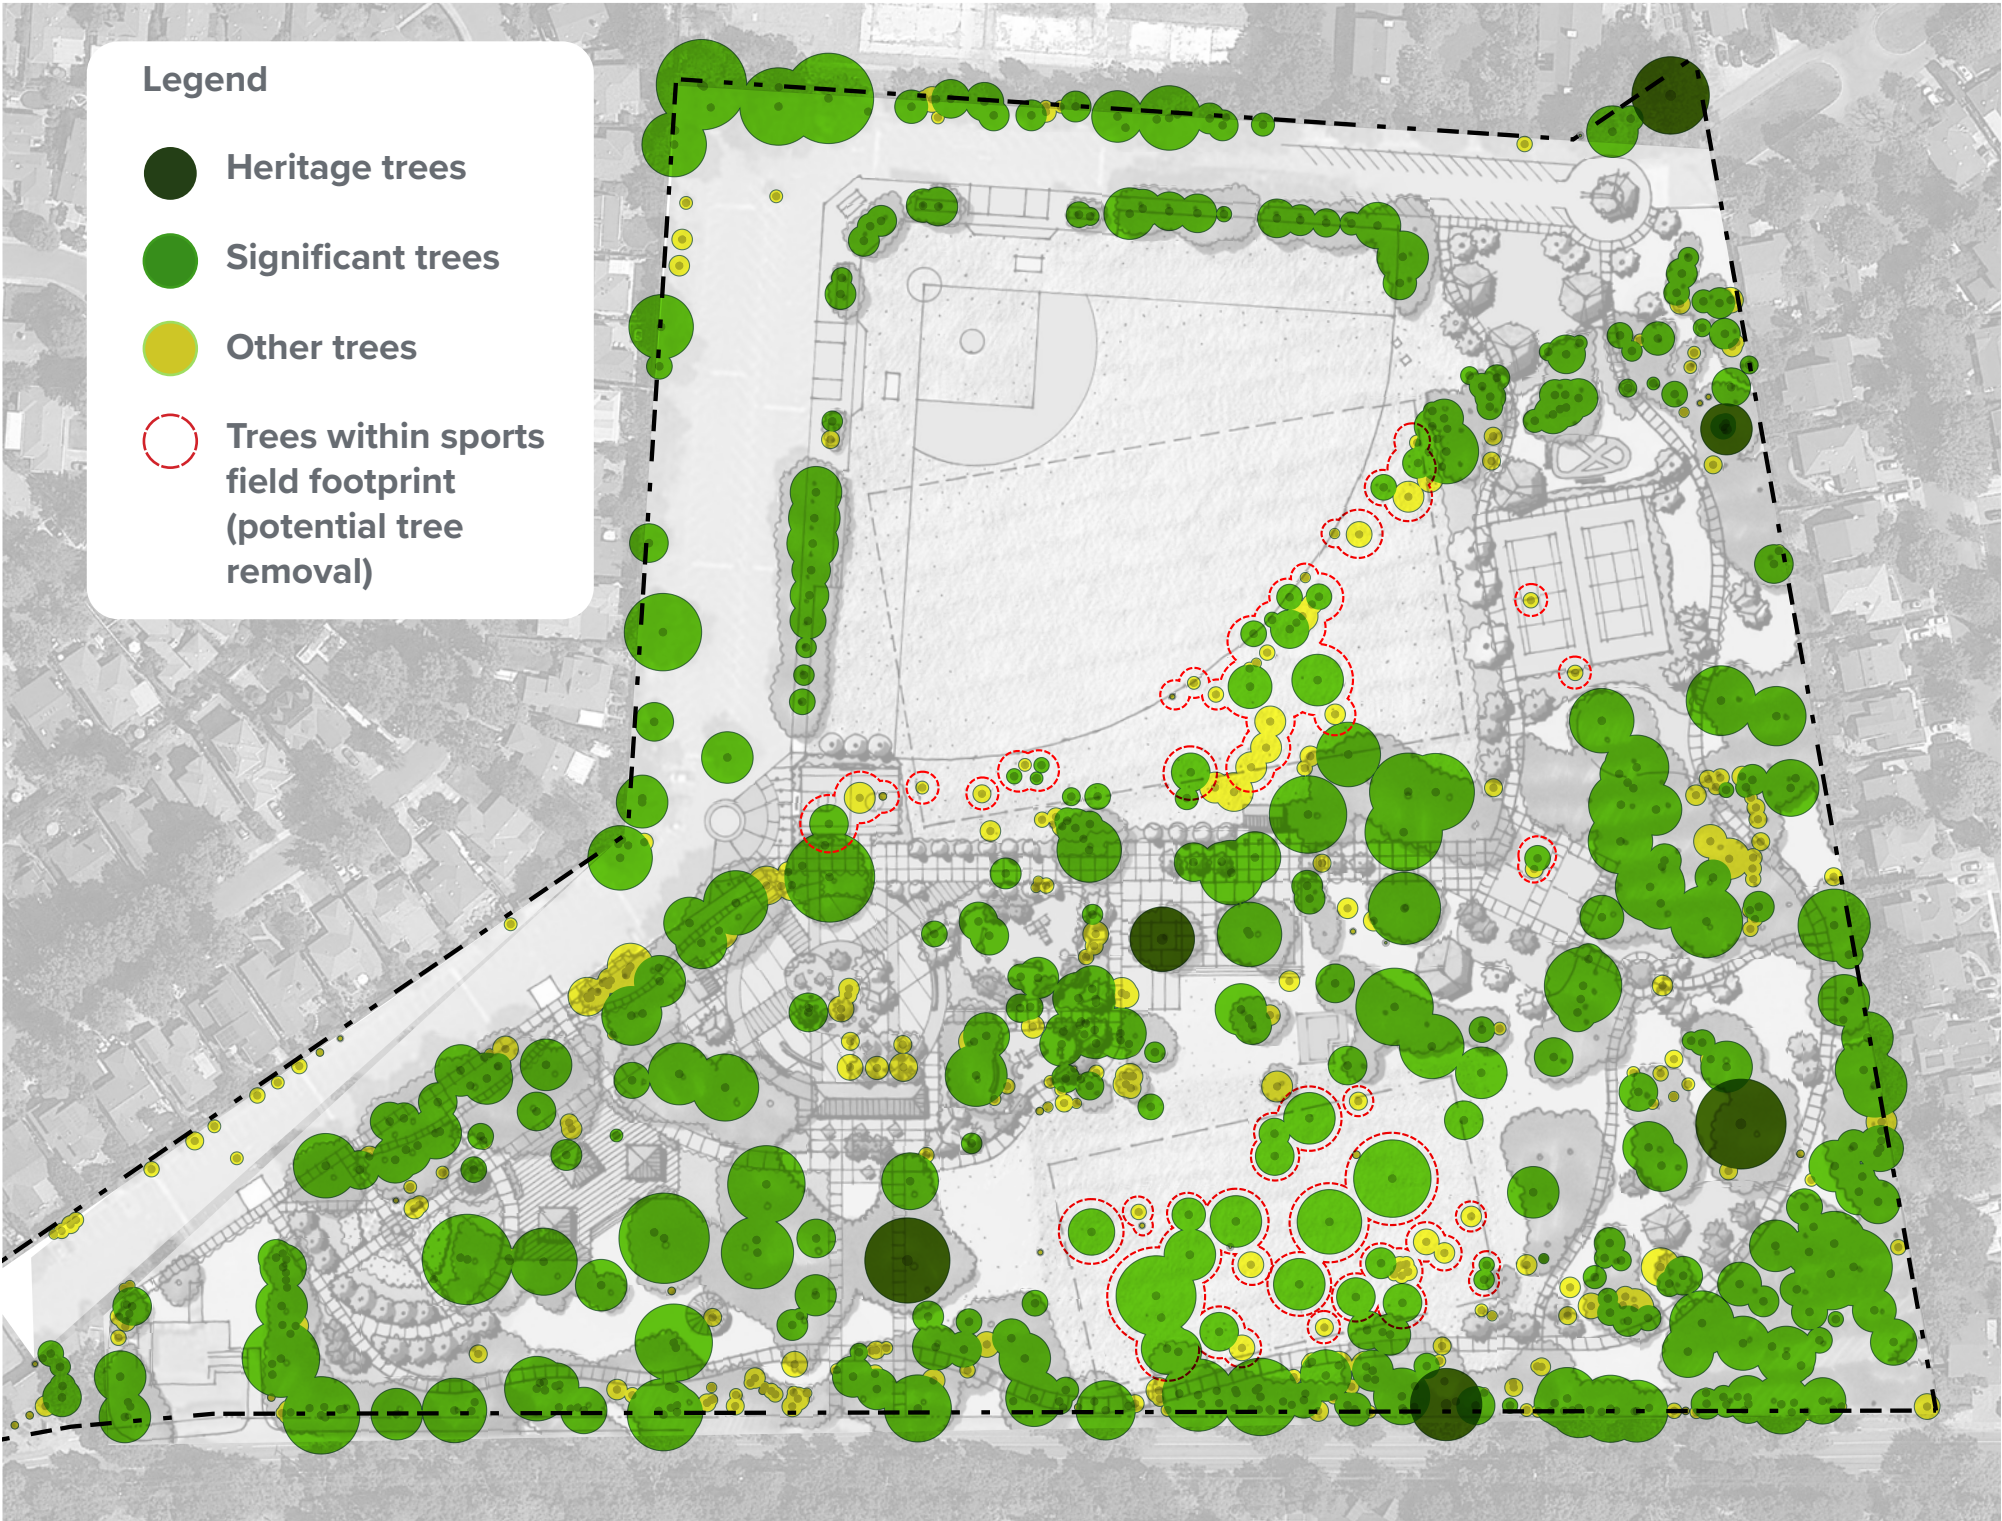 Legend
Heritage trees
Significant trees
Other trees
Trees within sports
field footprint
(potential tree
removal)